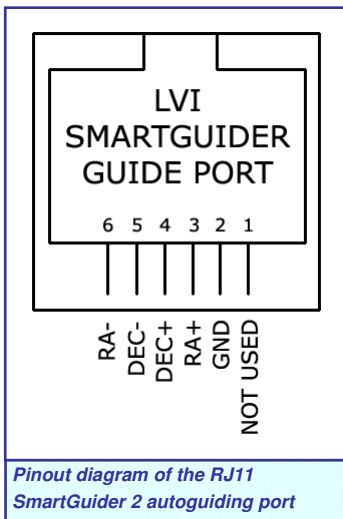 LVI
SMARTGUIDER
GUIDE PORT
6 5 4 3 2 1
RA-
DEC-
DEC+
RA+
GND
NOT USED
Pinout diagram of the RJ11
SmartGuider 2 autoguiding port